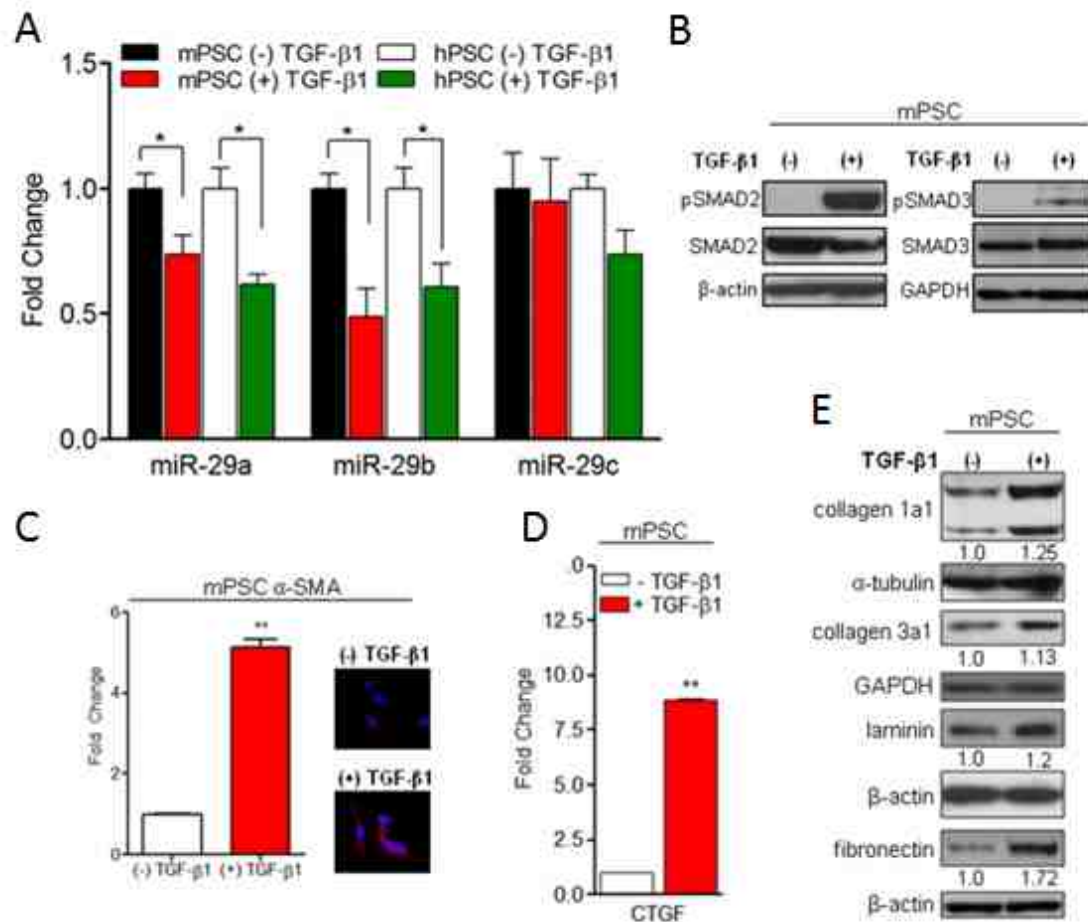 A
mPSC (-) TGF-β1 hPSC (-) TGF-β1
mPSC (+) TGF-β1 hPSC (+) TGF-β1
1.5
1.0
0.5
0.0
Fold Change
* * * *
miR-29a miR-29b miR-29c
B
mPSC
TGF-β1 (-) (+) TGF-β1 (-) (+)
pSMAD2 pSMAD3
SMAD2 SMAD3
β-actin GAPDH
C
mPSC α-SMA
6
4
2
0
Fold Change
**
(-) TGF-β1 (+) TGF-β1
(-) TGF-β1
(+) TGF-β1
D
mPSC
- TGF-β1
+ TGF-β1
0
12.5
10.0
7.5
5.0
2.5
0.0
Fold Change
**
CTGF
E
mPSC
TGF-β1 (-) (+)
collagen 1a1
1.0 1.25
α-tubulin
collagen 3a1
1.0 1.13
GAPDH
laminin
1.0 1.2
β-actin
fibronectin
1.0 1.72
β-actin